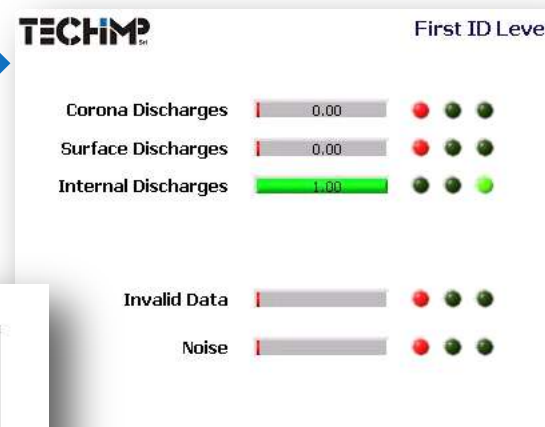 TECHIMP
Srl
First ID Leve
Corona Discharges 0.00
Surface Discharges 0.00
Internal Discharges 1.00
Invalid Data
Noise